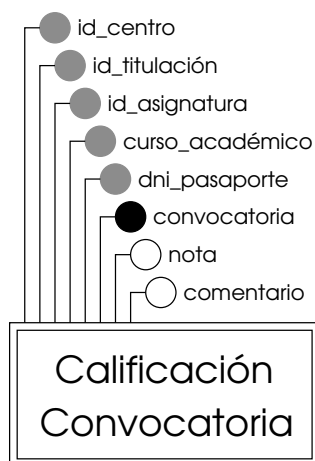 id_centro
id_titulación
id_asignatura
curso_académico
dni_pasaporte
convocatoria
nota
comentario
Calificación
Convocatoria